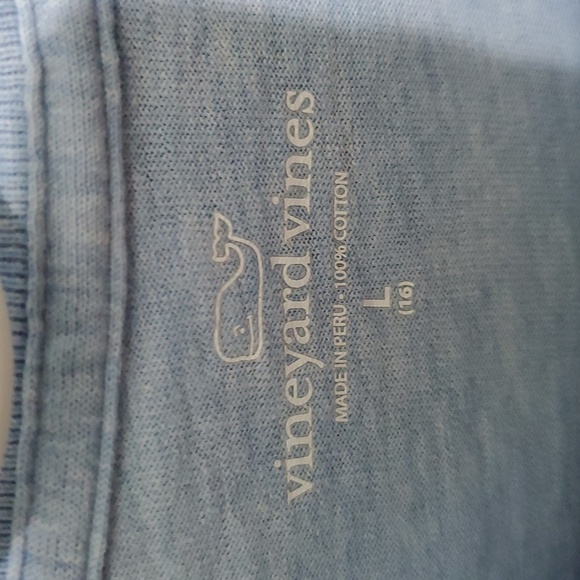 vineyard vines
MADE IN PERU • 100% COTTON
L
(16)